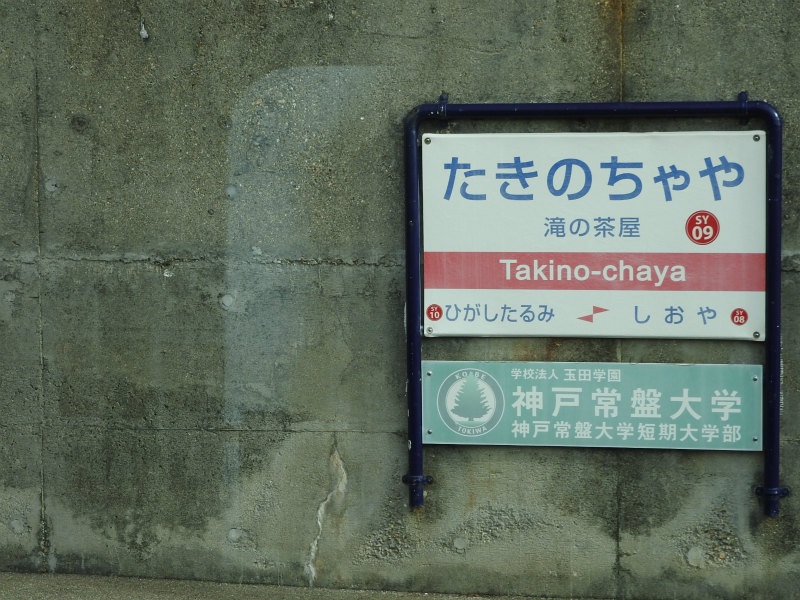 たきのちゃや
滝の茶屋
SY
09
Takino-chaya
SY
10
ひがしたるみ
しおや
SY
08
KOBE
TOKIWA
学校法人 玉田学園
神戸常盤大学
神戸常盤大学短期大学部